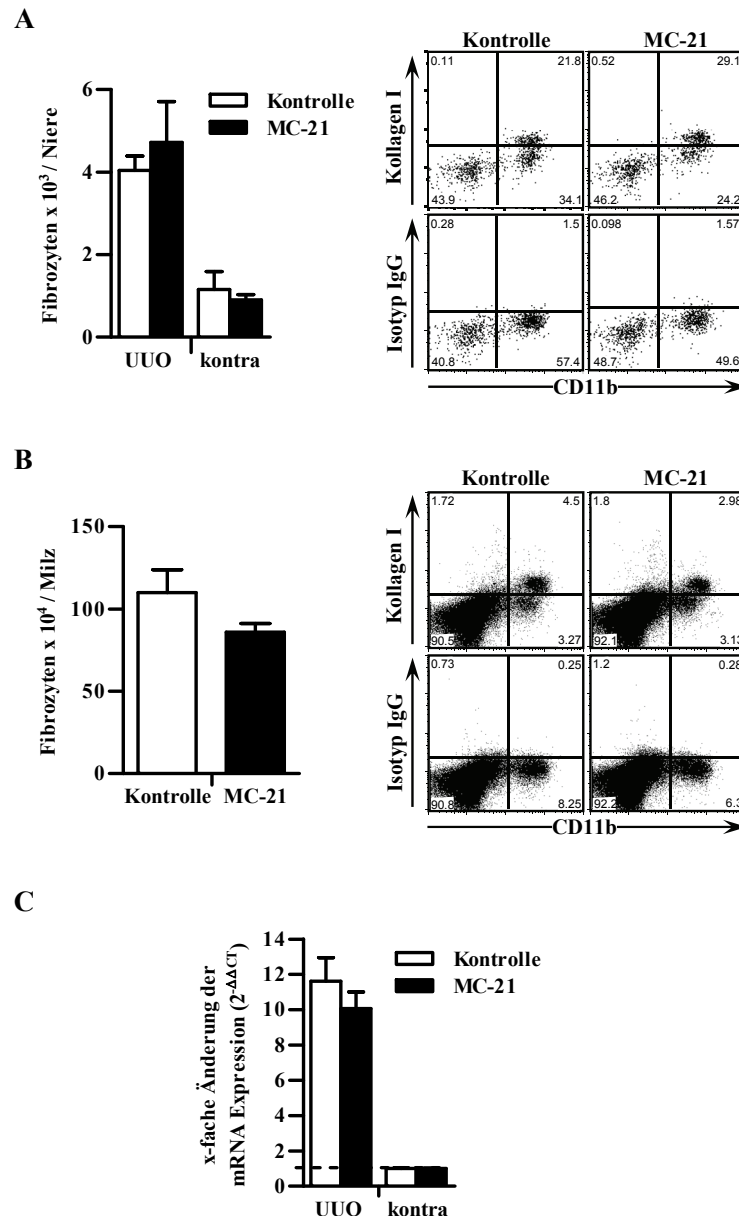 A
Fibrozyten x 10³ / Niere
6
4
2
0
UUO kontra
Kontrolle
MC-21
Kontrolle MC-21
Kollagen I
0.11 21.8 0.52 29.1
43.9 34.1 46.2 24.2
Isotyp IgG
0.28 1.5 0.098 1.57
40.8 57.4 48.7 49.6
CD11b
B
Fibrozyten x 10⁴ / Milz
150
100
50
0
Kontrolle MC-21
Kontrolle MC-21
Kollagen I
1.72 4.5 1.8 2.98
90.5 3.27 92.1 3.13
Isotyp IgG
0.73 0.25 1.2 0.28
90.8 8.25 92.2 6.3
CD11b
C
x-fache Änderung der
mRNA Expression (2^-ΔΔCT)
14
12
10
8
6
4
2
0
UUO kontra
Kontrolle
MC-21